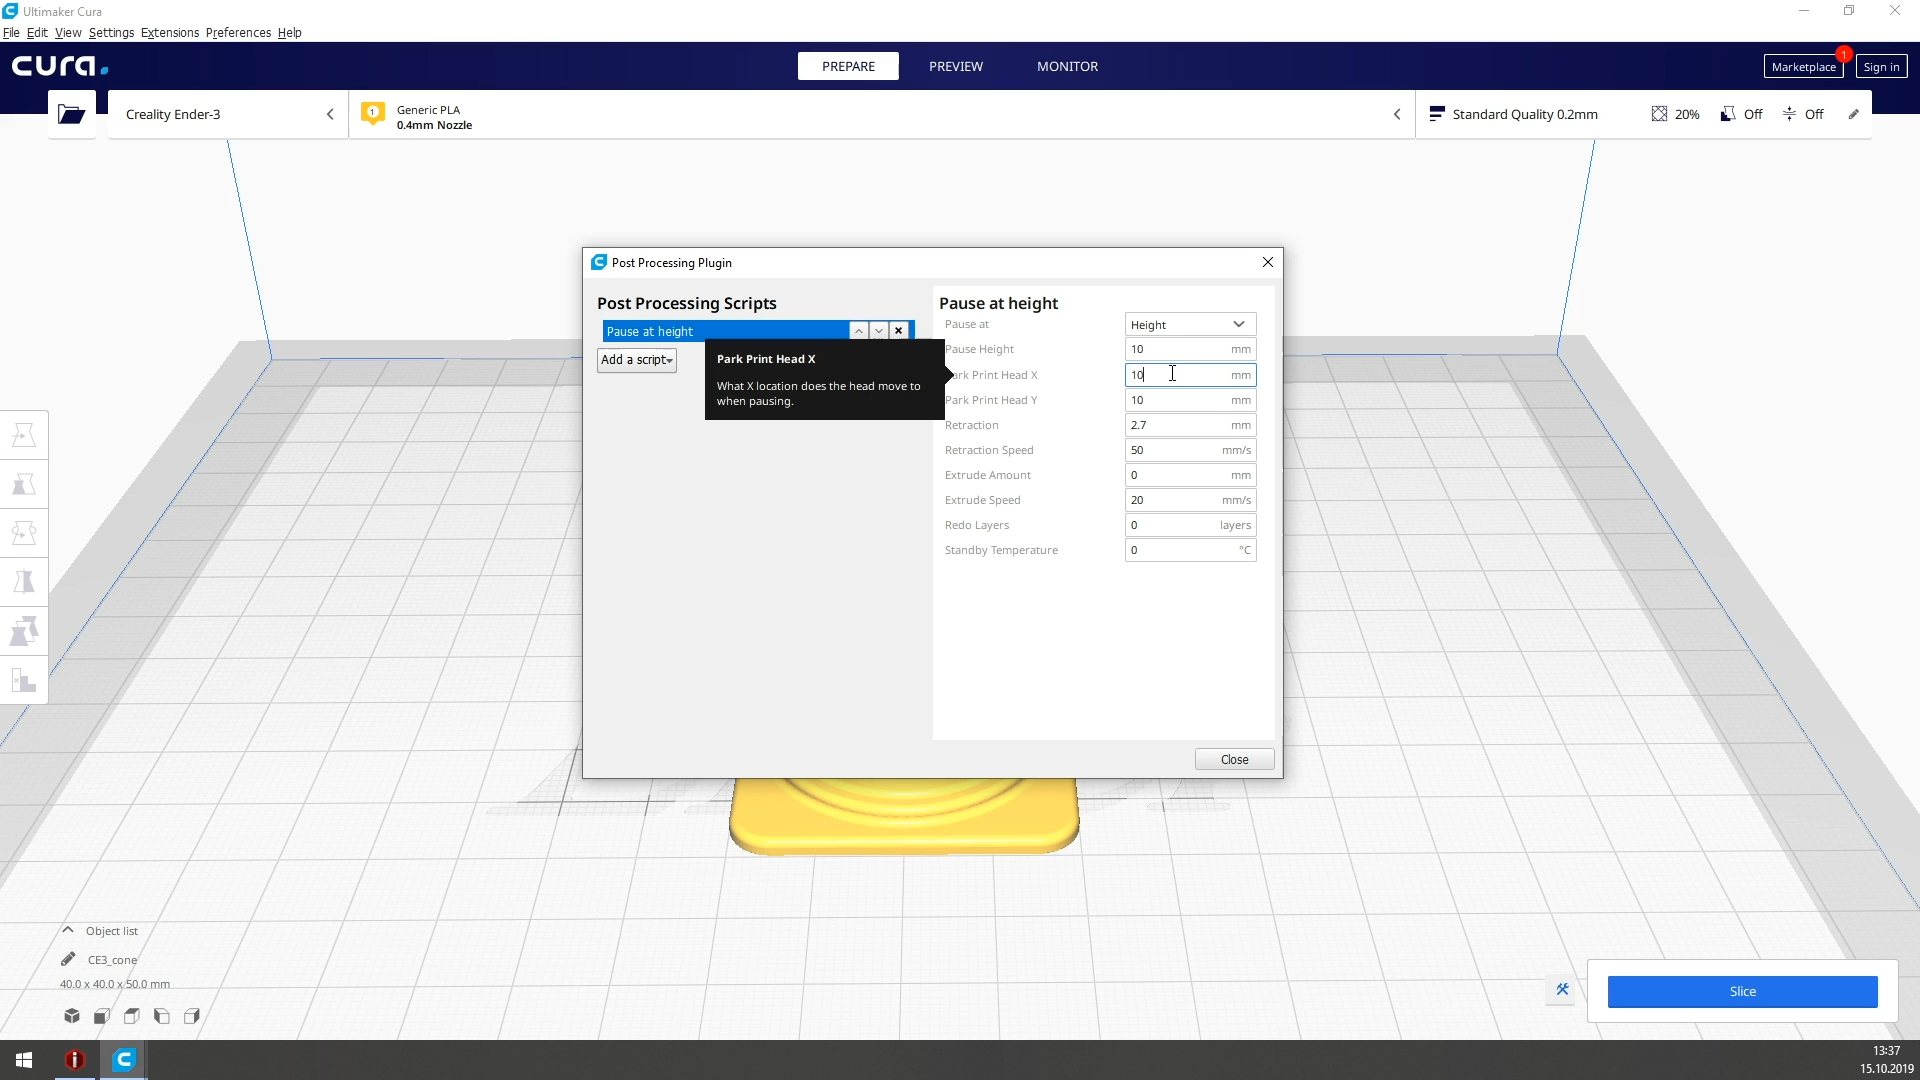 Ultimaker Cura
File Edit View Settings Extensions Preferences Help
cura.
PREPARE
PREVIEW
MONITOR
Marketplace
1
Sign in
Creality Ender-3
1
Generic PLA
0.4mm Nozzle
Standard Quality 0.2mm
20%
Off
Off
Post Processing Plugin
Post Processing Scripts
Pause at height
Add a script
Park Print Head X
What X location does the head move to
when pausing.
Pause at height
Pause at
Height
Pause Height
10 mm
ark Print Head X
10 mm
Park Print Head Y
10 mm
Retraction
2.7 mm
Retraction Speed
50 mm/s
Extrude Amount
0 mm
Extrude Speed
20 mm/s
Redo Layers
0 layers
Standby Temperature
0 °C
Close
Object list
CE3_cone
40.0 x 40.0 x 50.0 mm
Slice
13:37
15.10.2019